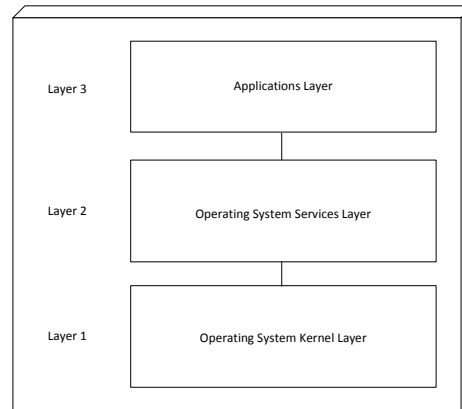 Layer 3
Applications Layer
Layer 2
Operating System Services Layer
Layer 1
Operating System Kernel Layer